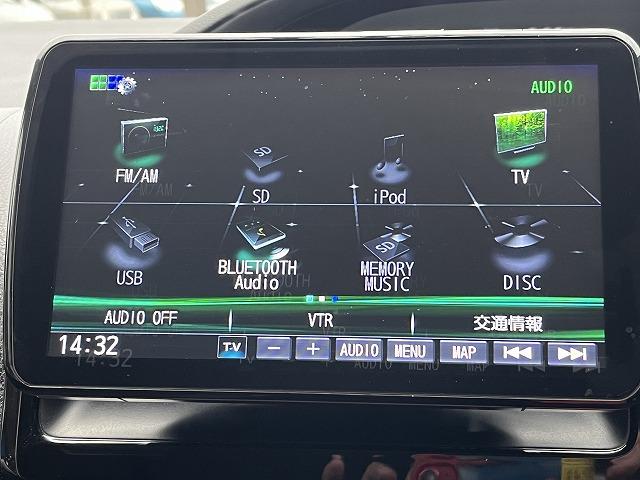 AUDIO
FM/AM
SD
iPod
TV
USB
BLUETOOTH
Audio
MEMORY
MUSIC
DISC
AUDIO OFF
VTR
交通情報
14:32
T·V
− + AUDIO MENU MAP